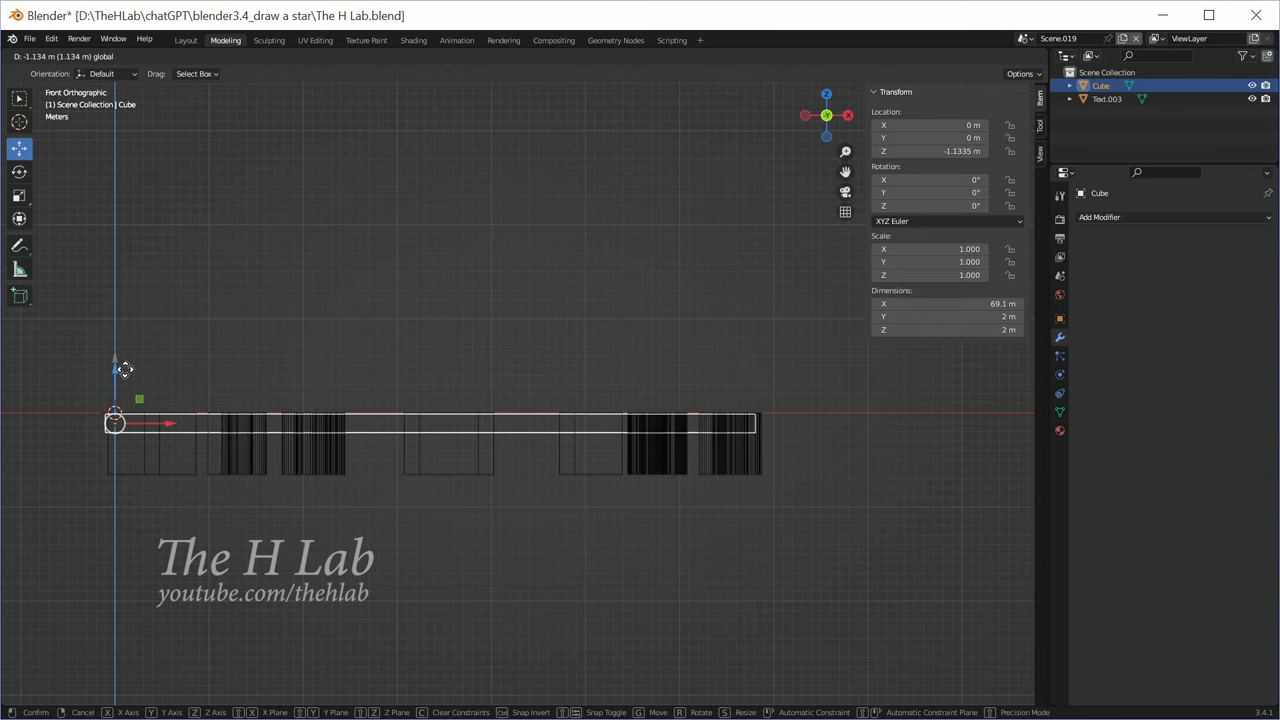 Blender* [D:\TheHLab\chatGPT\blender3.4_draw a star\The H Lab.blend]
File Edit Render Window Help Layout Modeling Sculpting UV Editing Texture Paint Shading Animation Rendering Compositing Geometry Nodes Scripting + Scene.019 ViewLayer
D: -1.134 m (1.134 m) global
Orientation: Default Drag: Select Box Options
Front Orthographic
(1) Scene Collection | Cube
Meters
Z
X
Y
Transform
Location:
X 0 m
Y 0 m
Z -1.1335 m
Rotation:
X 0°
Y 0°
Z 0°
XYZ Euler
Scale:
X 1.000
Y 1.000
Z 1.000
Dimensions:
X 69.1 m
Y 2 m
Z 2 m
Item
Tool
View
Scene Collection
Cube
Text.003
Cube
Add Modifier
The H Lab
youtube.com/thehlab
Confirm Cancel X X Axis Y Y Axis Z Z Axis X X Plane Y Y Plane Z Z Plane C Clear Constraints Snap Invert Snap Toggle G Move R Rotate S Resize Automatic Constraint Automatic Constraint Plane Precision Mode 3.4.1